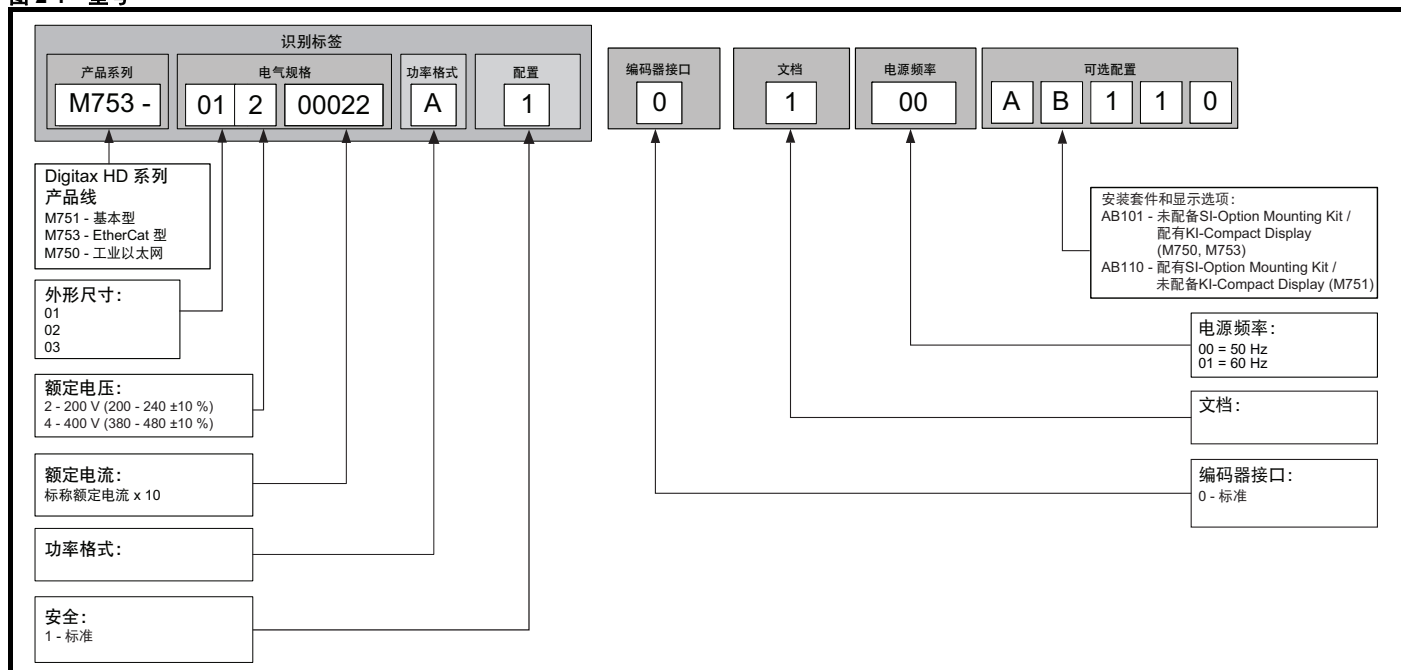 图 2-1 型号
识别标签
产品系列
电气规格
功率格式
配置
编码器接口
文档
电源频率
可选配置
M753 -
01
2
00022
A
1
0
1
00
A
B
1
1
0
Digitax HD 系列
产品线
M751 - 基本型
M753 - EtherCat 型
M750 - 工业以太网
外形尺寸：
01
02
03
额定电压：
2 - 200 V (200 - 240 ±10 %)
4 - 400 V (380 - 480 ±10 %)
额定电流：
标称额定电流 x 10
功率格式：
安全：
1 - 标准
安装套件和显示选项：
AB101 - 未配备SI-Option Mounting Kit /
配有KI-Compact Display
(M750, M753)
AB110 - 配有SI-Option Mounting Kit /
未配备KI-Compact Display (M751)
电源频率：
00 = 50 Hz
01 = 60 Hz
文档：
编码器接口：
0 - 标准